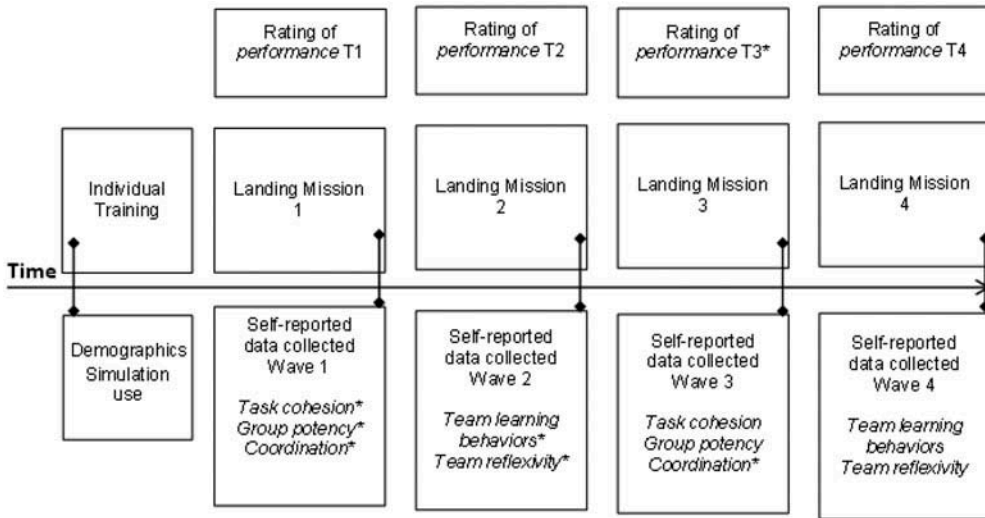 Rating of
performance T1
Rating of
performance T2
Rating of
performance T3*
Rating of
performance T4
Individual
Training
Landing Mission
1
Landing Mission
2
Landing Mission
3
Landing Mission
4
Time
Demographics
Simulation
use
Self-reported
data collected
Wave 1
Task cohesion*
Group potency*
Coordination*
Self-reported
data collected
Wave 2
Team learning
behaviors*
Team reflexivity*
Self-reported
data collected
Wave 3
Task cohesion
Group potency
Coordination*
Self-reported
data collected
Wave 4
Team learning
behaviors
Team reflexivity